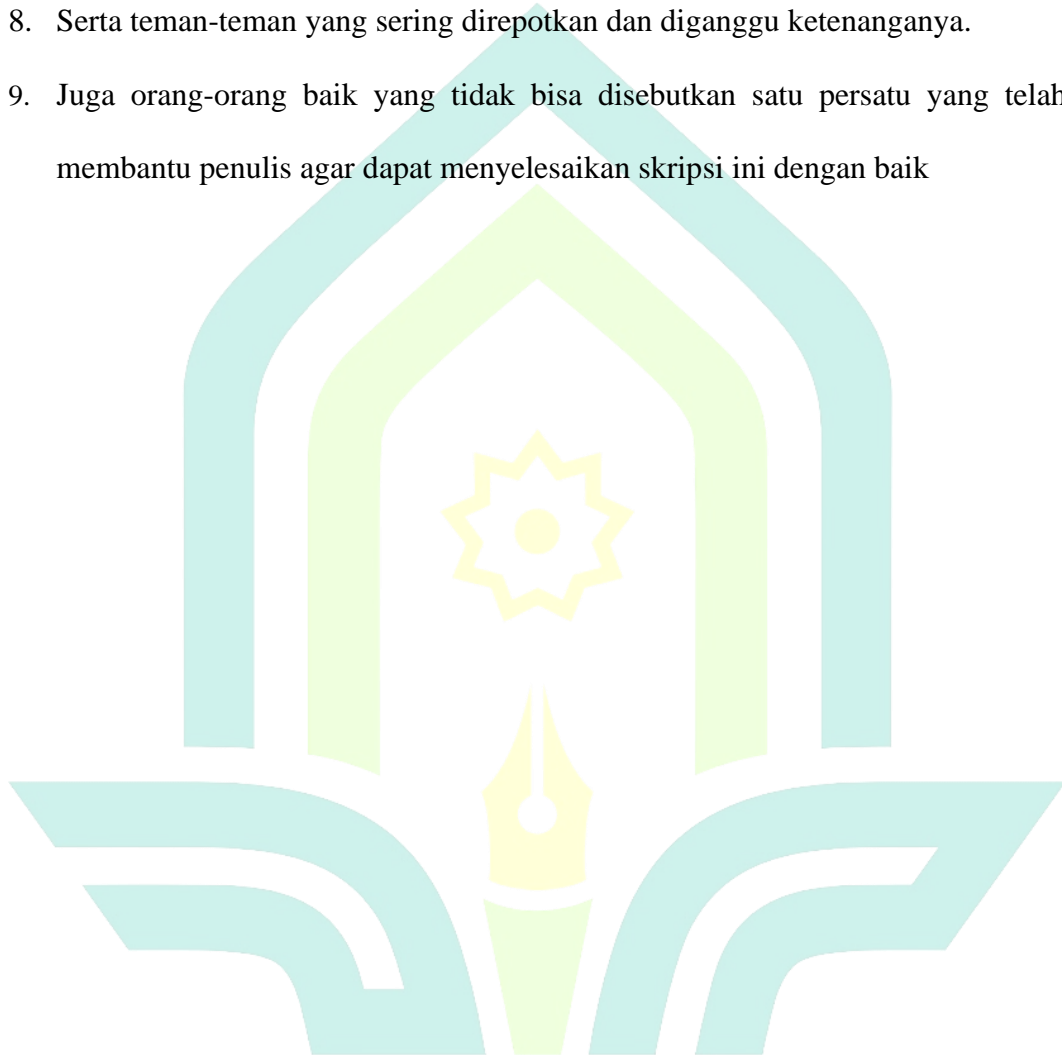 8. Serta teman-teman yang sering direpotkan dan diganggu ketenanganya.
9. Juga orang-orang baik yang tidak bisa disebutkan satu persatu yang telah
membantu penulis agar dapat menyelesaikan skripsi ini dengan baik